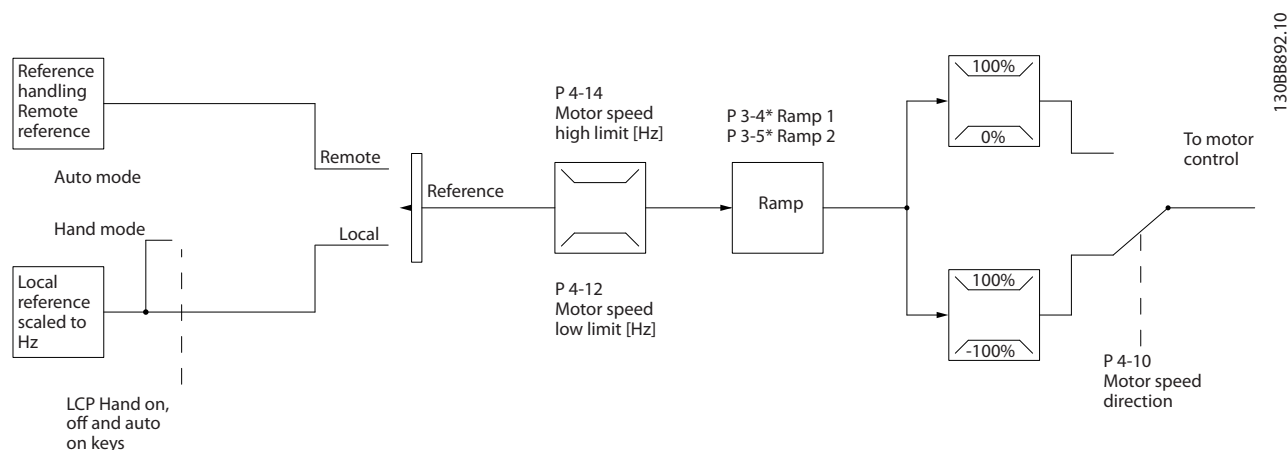 130BB892.10
Reference
handling
Remote
reference
Auto mode
Hand mode
Local
reference
scaled to
Hz
LCP Hand on,
off and auto
on keys
Remote
Local
Reference
P 4-14
Motor speed
high limit [Hz]
P 4-12
Motor speed
low limit [Hz]
P 3-4* Ramp 1
P 3-5* Ramp 2
Ramp
100%
0%
100%
-100%
To motor
control
P 4-10
Motor speed
direction